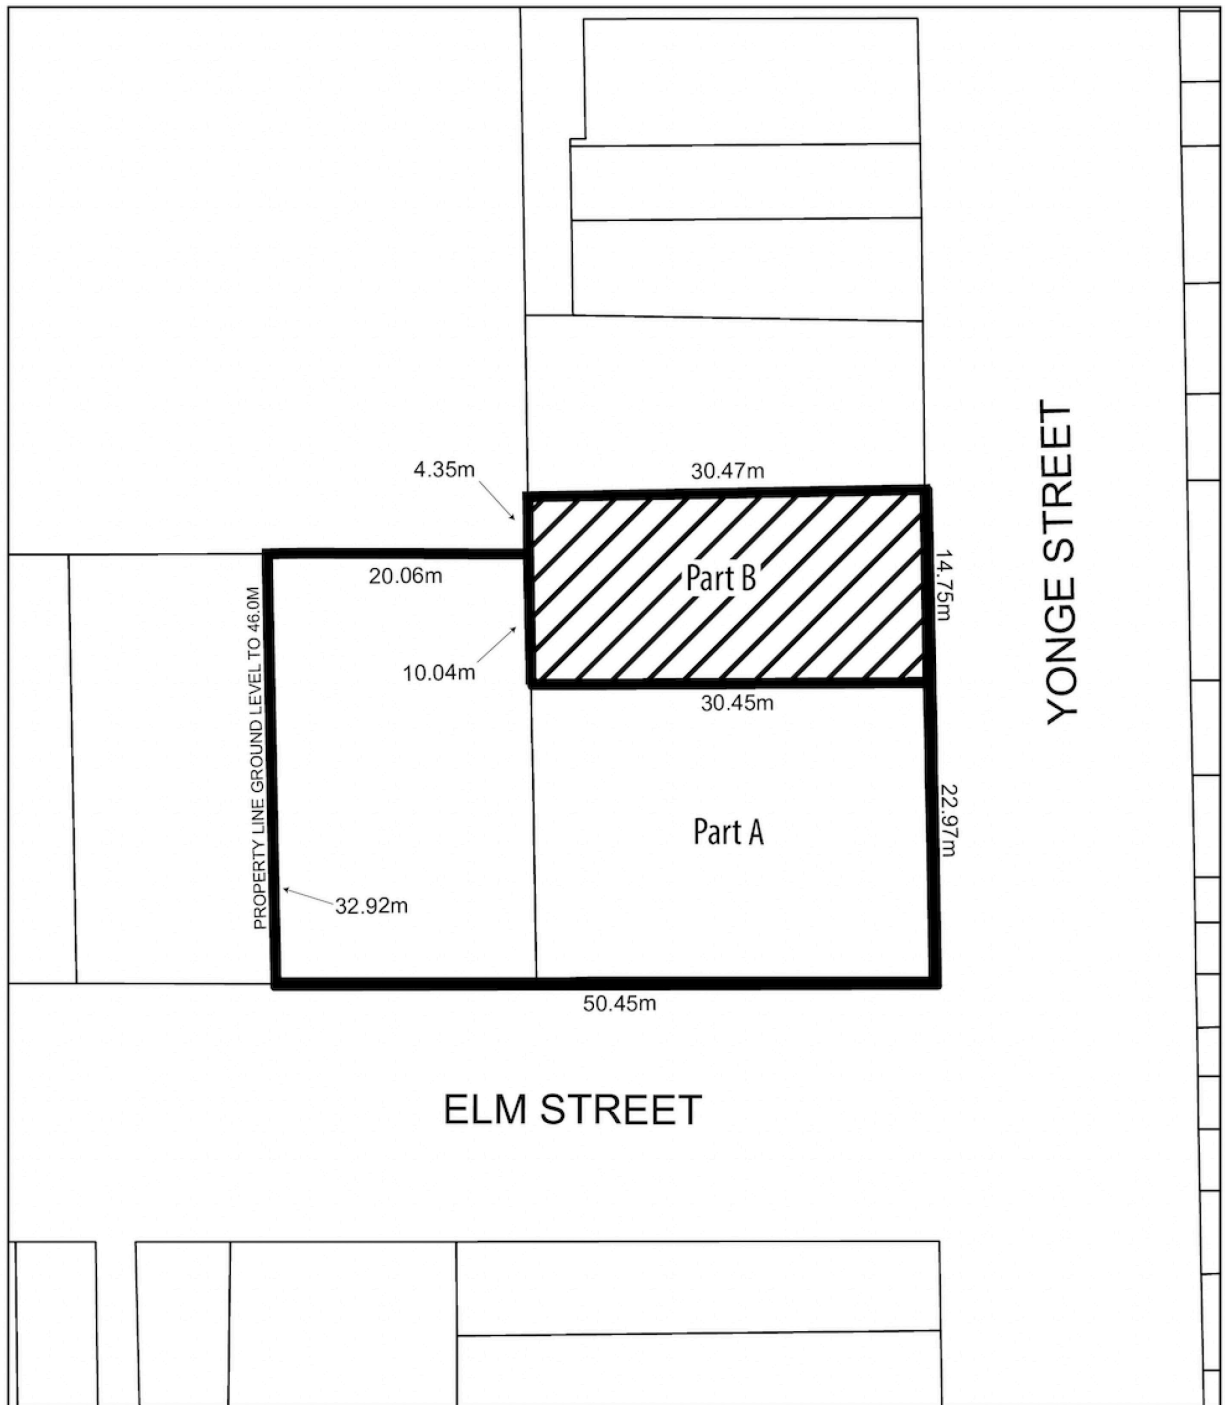 4.35m
30.47m
YONGE STREET
14.75m
Part B
20.06m
PROPERTY LINE GROUND LEVEL TO 46.0M
10.04m
30.45m
22.97m
Part A
32.92m
50.45m
ELM STREET